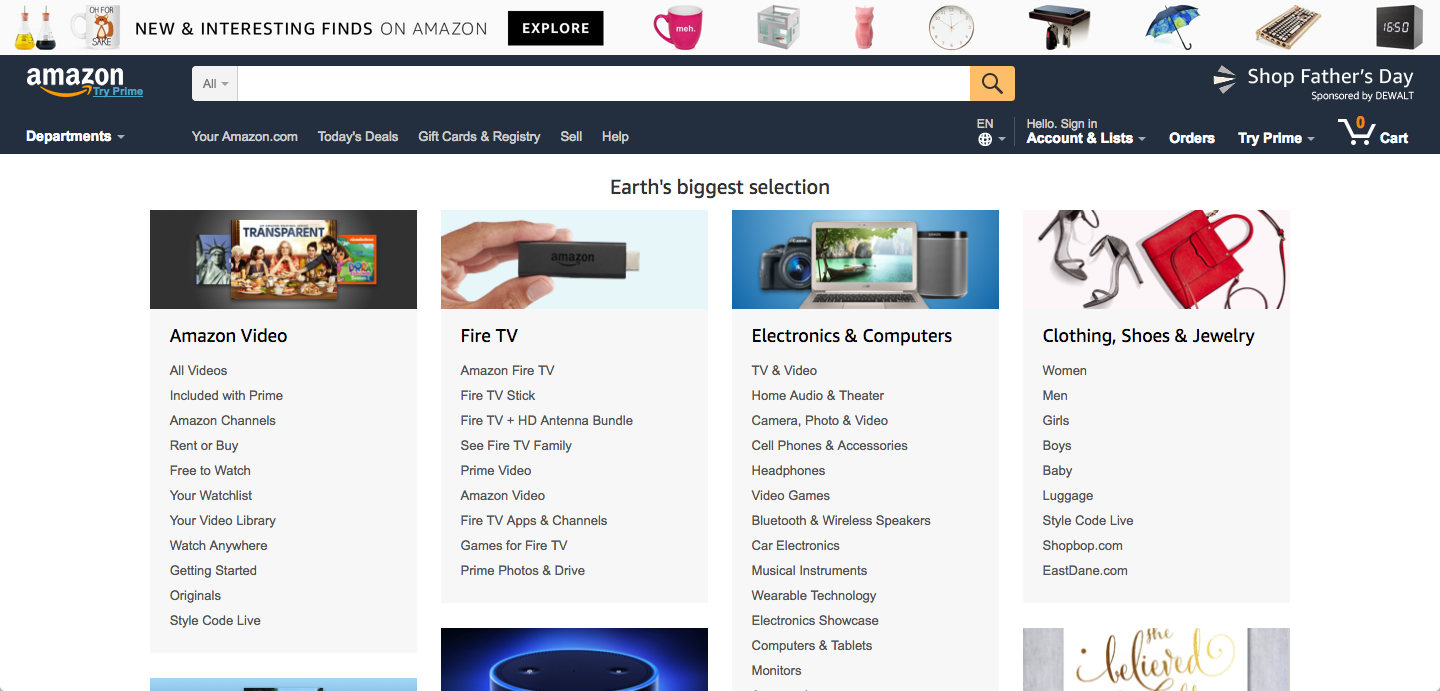 OH FOR
SAKE
NEW & INTERESTING FINDS ON AMAZON
EXPLORE
meh.
16:50
amazon
Try Prime
All
Shop Father's Day
Sponsored by DEWALT
Departments
Your Amazon.com
Today's Deals
Gift Cards & Registry
Sell
Help
EN
Hello. Sign in
Account & Lists
Orders
Try Prime
0
Cart
Earth's biggest selection
TRANSPARENT
Amazon Video
All Videos
Included with Prime
Amazon Channels
Rent or Buy
Free to Watch
Your Watchlist
Your Video Library
Watch Anywhere
Getting Started
Originals
Style Code Live
amazon
Fire TV
Amazon Fire TV
Fire TV Stick
Fire TV + HD Antenna Bundle
See Fire TV Family
Prime Video
Amazon Video
Fire TV Apps & Channels
Games for Fire TV
Prime Photos & Drive
Canon
SONOS
Electronics & Computers
TV & Video
Home Audio & Theater
Camera, Photo & Video
Cell Phones & Accessories
Headphones
Video Games
Bluetooth & Wireless Speakers
Car Electronics
Musical Instruments
Wearable Technology
Electronics Showcase
Computers & Tablets
Monitors
Clothing, Shoes & Jewelry
Women
Men
Girls
Boys
Baby
Luggage
Style Code Live
Shopbop.com
EastDane.com
she
believed